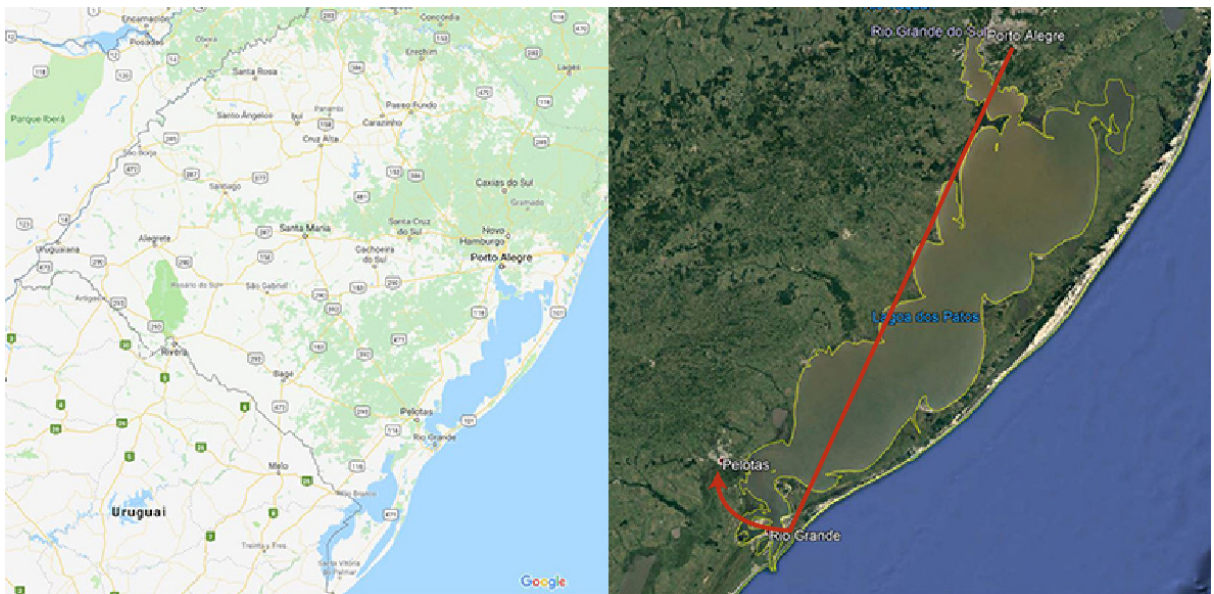 Encarnación
Posadas
Oberá
Concórdia
Erechim
Santa Rosa
Lages
Parque Iberá
Santo Ângelo
Ijuí
Panambi
Passo Fundo
Carazinho
Cruz Alta
São Borja
Santiago
Caxias do Sul
Gramado
Uruguaiana
Alegrete
Santa Maria
Santa Cruz
do Sul
Novo
Hamburgo
Cachoeira
do Sul
Porto Alegre
Rosário do Sul
São Gabriel
Artigas
Rivera
Bagé
Pelotas
Rio Grande
Melo
Rio Branco
Uruguai
Treinta y Tres
Santa Vitória
do Palmar
Google
Rio Grande do Sul
Porto Alegre
Lagoa dos Patos
Pelotas
Rio Grande